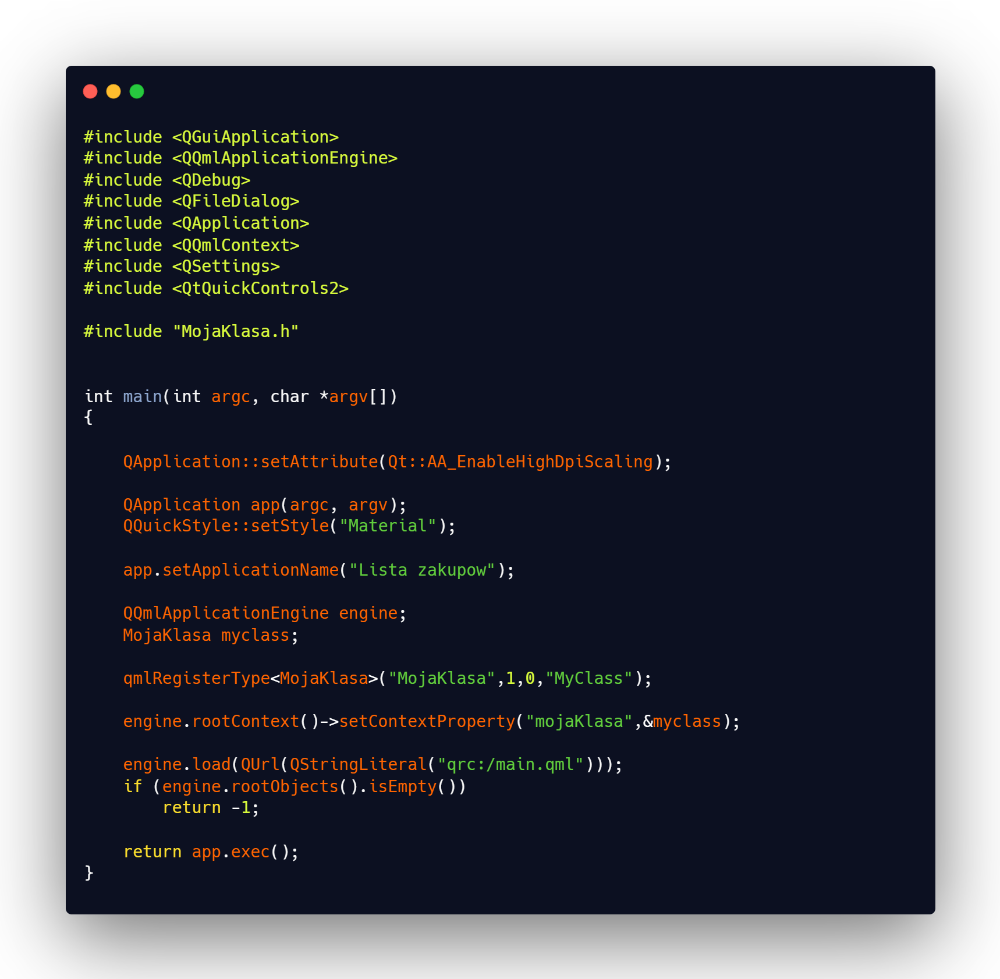 #include <QGuiApplication>
#include <QQmlApplicationEngine>
#include <QDebug>
#include <QFileDialog>
#include <QApplication>
#include <QQmlContext>
#include <QSettings>
#include <QtQuickControls2>
#include "MojaKlasa.h"
int main(int argc, char *argv[])
{
QApplication::setAttribute(Qt::AA_EnableHighDpiScaling);
QApplication app(argc, argv);
QQuickStyle::setStyle("Material");
app.setApplicationName("Lista zakupow");
QQmlApplicationEngine engine;
MojaKlasa myclass;
qmlRegisterType<MojaKlasa>("MojaKlasa",1,0,"MyClass");
engine.rootContext()->setContextProperty("mojaKlasa",&myclass);
engine.load(QUrl(QStringLiteral("qrc:/main.qml")));
if (engine.rootObjects().isEmpty())
return -1;
return app.exec();
}